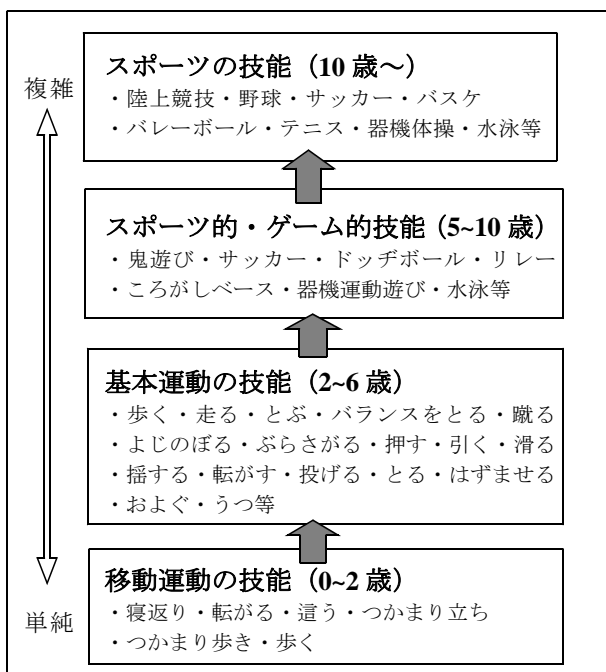 複雑
スポーツの技能(10 歳~)
・陸上競技・野球・サッカー・バスケ
・バレーボール・テニス・器機体操・水泳等
スポーツ的・ゲーム的技能(5~10 歳)
・鬼遊び・サッカー・ドッヂボール・リレー
・ころがしベース・器機運動遊び・水泳等
基本運動の技能(2~6 歳)
・歩く・走る・とぶ・バランスをとる・蹴る
・よじのぼる・ぶらさがる・押す・引く・滑る
・揺する・転がす・投げる・とる・はずませる
・およぐ・うつ等
移動運動の技能(0~2 歳)
・寝返り・転がる・這う・つかまり立ち
・つかまり歩き・歩く
単純